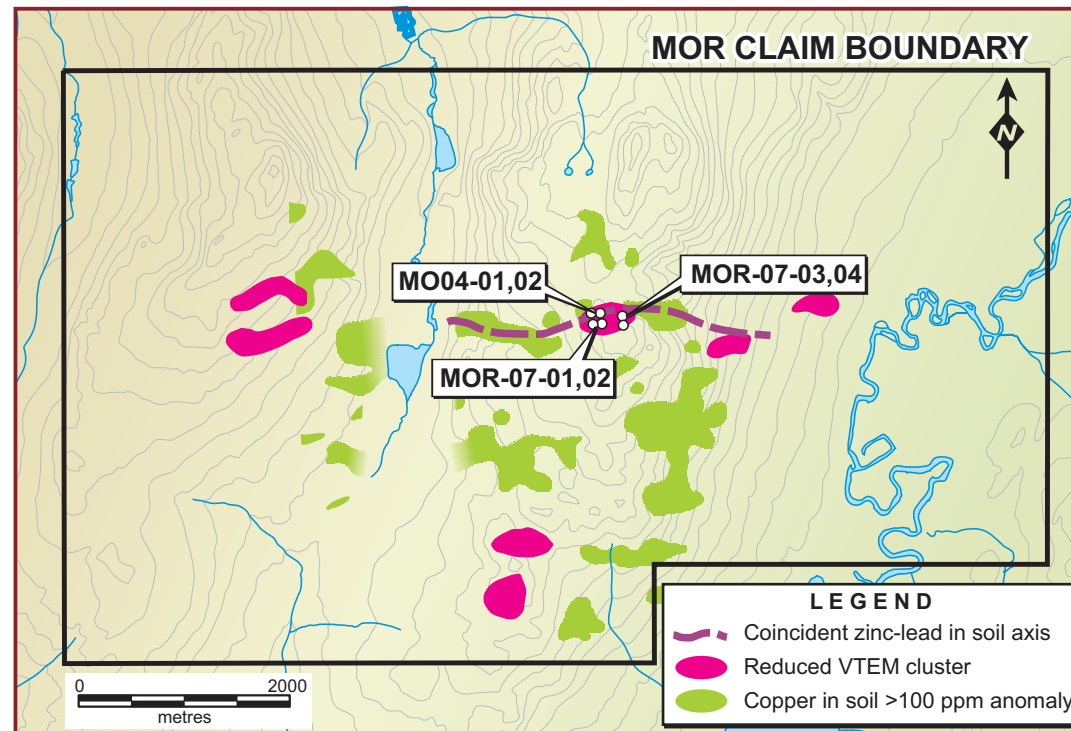 MOR CLAIM BOUNDARY
N
MO04-01,02
MOR-07-03,04
MOR-07-01,02
LEGEND
Coincident zinc-lead in soil axis
Reduced VTEM cluster
Copper in soil >100 ppm anomaly
0 2000
metres